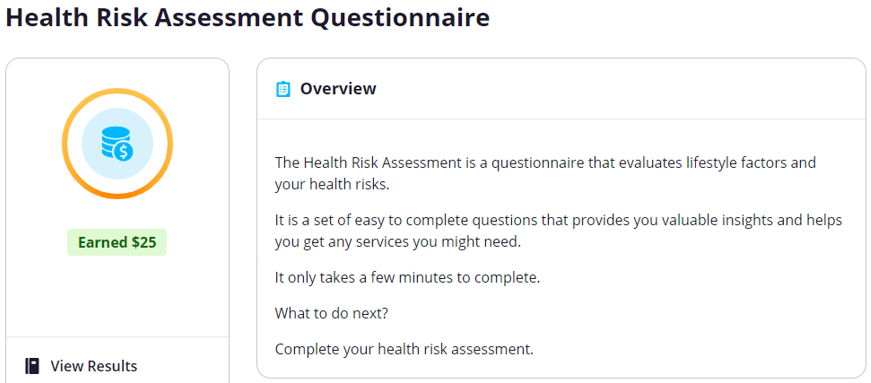 Health Risk Assessment Questionnaire
$
Earned $25
View Results
Overview
The Health Risk Assessment is a questionnaire that evaluates lifestyle factors and
your health risks.
It is a set of easy to complete questions that provides you valuable insights and helps
you get any services you might need.
It only takes a few minutes to complete.
What to do next?
Complete your health risk assessment.